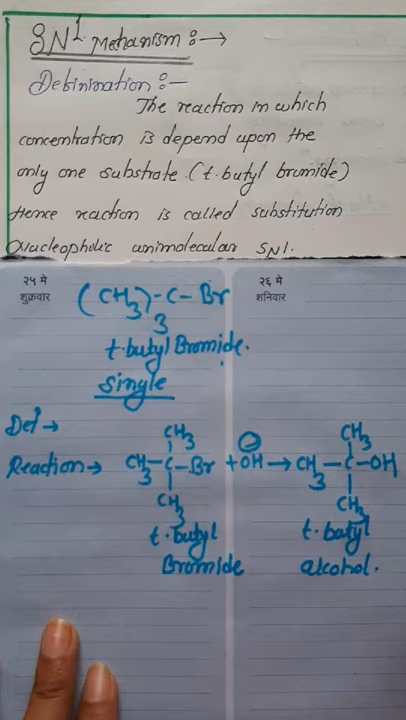 SN1 Mechanism :→
Debinination :-
The reaction in which
concentration is depend upon the
only one substrate. (t.butyl bromide)
Hence reaction is called substitution
Nucleopholic unimolecular SN1.
२५ मे
शुक्रवार
२६ मे
शनिवार
(CH3)3-C-Br
t.butyl Bromide.
single
Def→
Reaction→
CH3 CH3
CH3-C-Br + OH⊖ → CH3-C-OH
CH3 CH3
t.butyl t.butyl
Bromide alcohol.